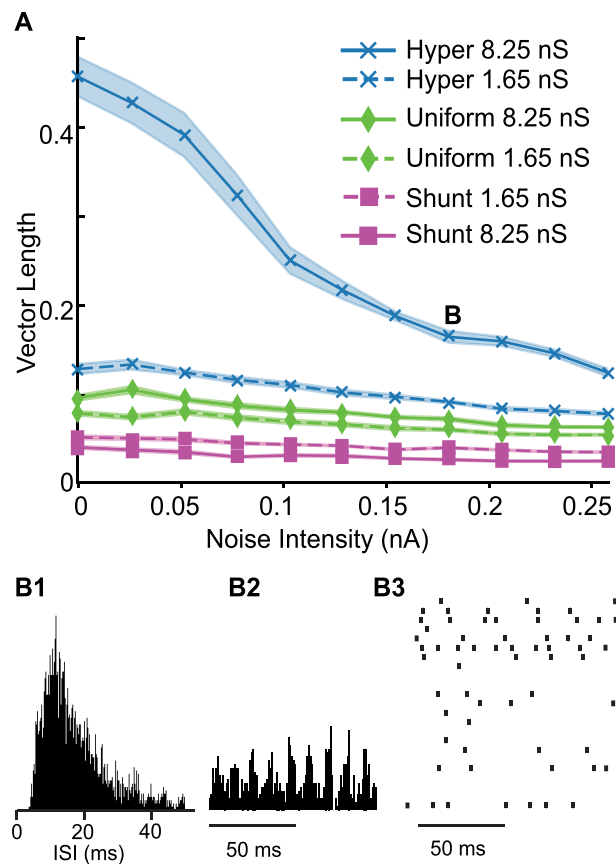 A
Hyper 8.25 nS
Hyper 1.65 nS
Uniform 8.25 nS
Uniform 1.65 nS
Shunt 1.65 nS
Shunt 8.25 nS
Vector Length
0.4
0.2
0
B
0 0.05 0.1 0.15 0.2 0.25
Noise Intensity (nA)
B1 B2 B3
0 20 40
ISI (ms)
50 ms
50 ms